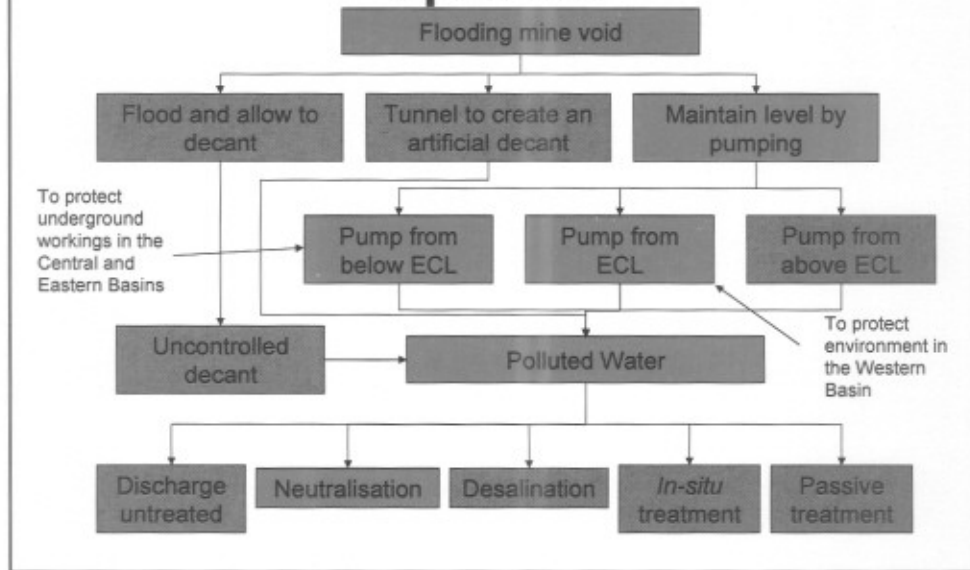 Flooding mine void
Flood and allow to
decant
Tunnel to create an
artificial decant
Maintain level by
pumping
To protect
underground
workings in the
Central and
Eastern Basins
Pump from
below ECL
Pump from
ECL
Pump from
above ECL
To protect
environment in
the Western
Basin
Uncontrolled
decant
Polluted Water
Discharge
untreated
Neutralisation
Desalination
In-situ
treatment
Passive
treatment